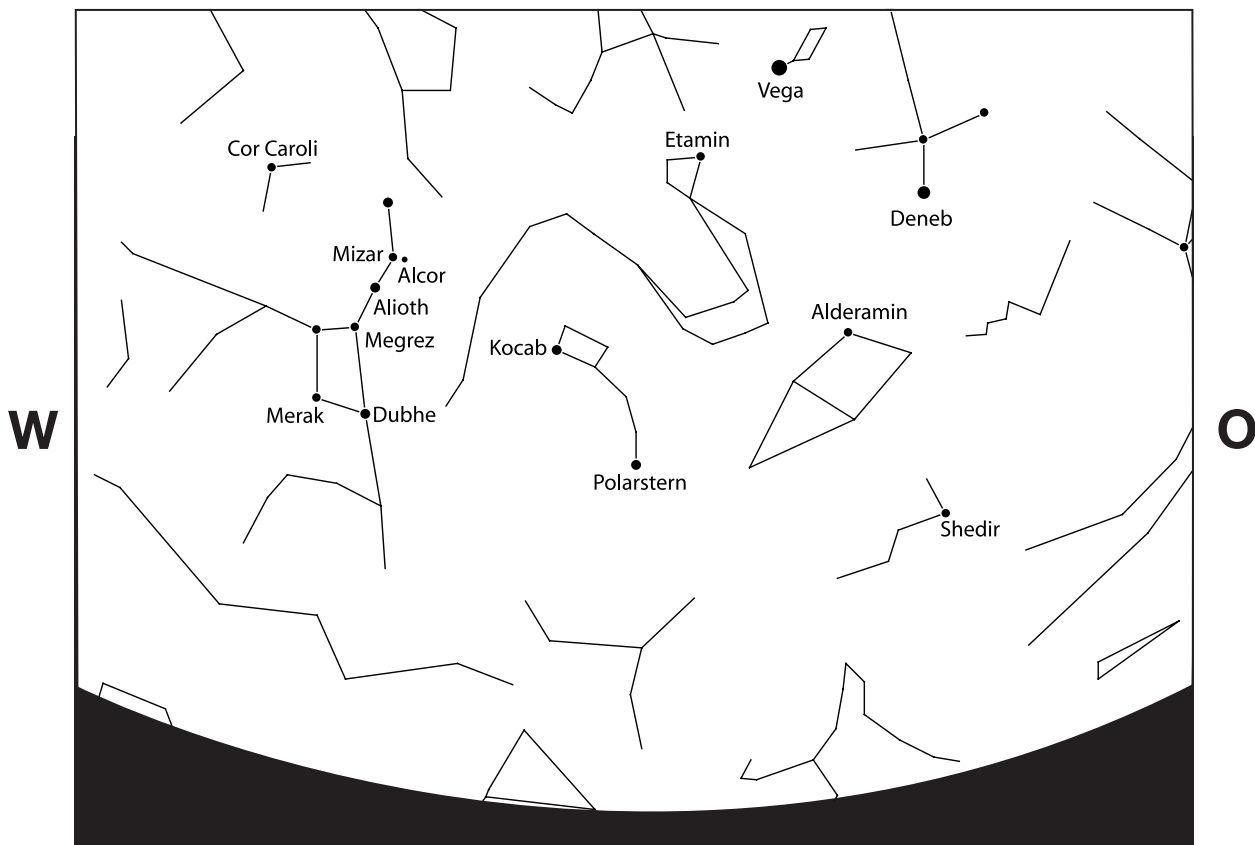 Vega
Etamin
Cor Caroli
Deneb
Mizar
Alcor
Alioth
Alderamin
Megrez
Kocab
Merak
Dubhe
W
O
Polarstern
Shedir